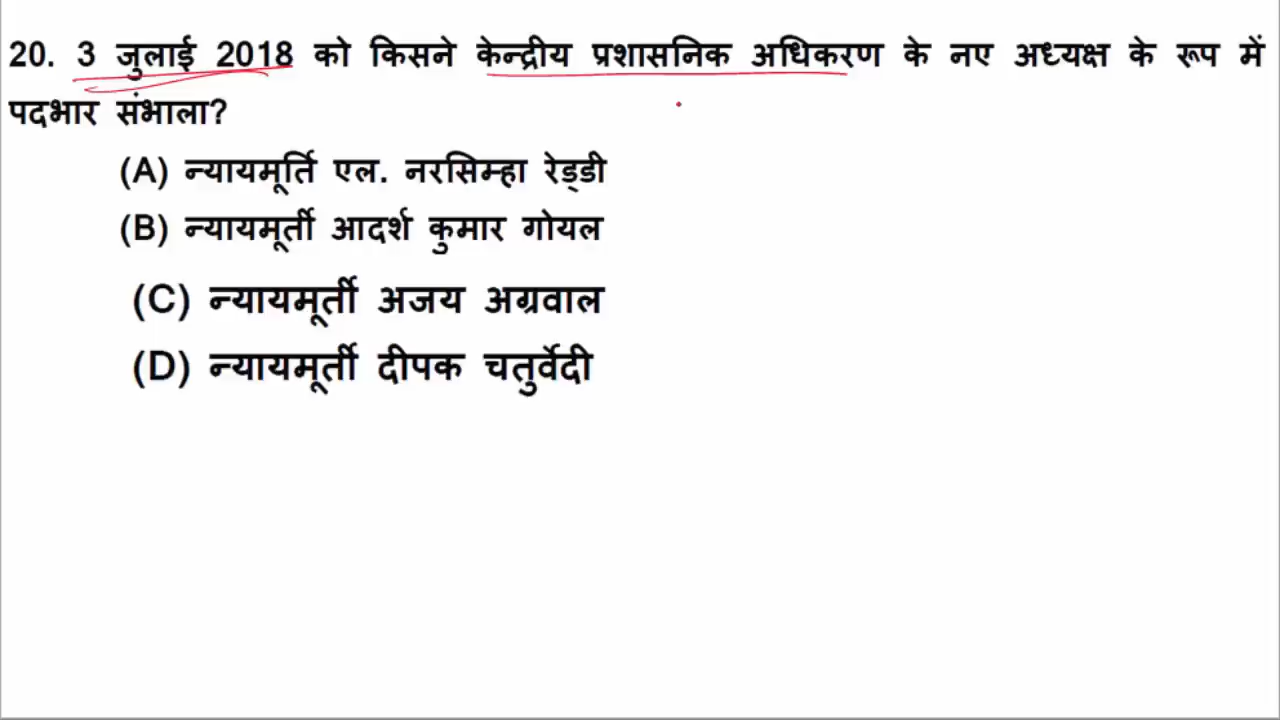 20. 3 जुलाई 2018 को किसने केन्द्रीय प्रशासनिक अधिकरण के नए अध्यक्ष के रूप में
पदभार संभाला?
(A) न्यायमूर्ति एल. नरसिम्हा रेड्डी
(B) न्यायमूर्ती आदर्श कुमार गोयल
(C) न्यायमूर्ती अजय अग्रवाल
(D) न्यायमूर्ती दीपक चतुर्वेदी